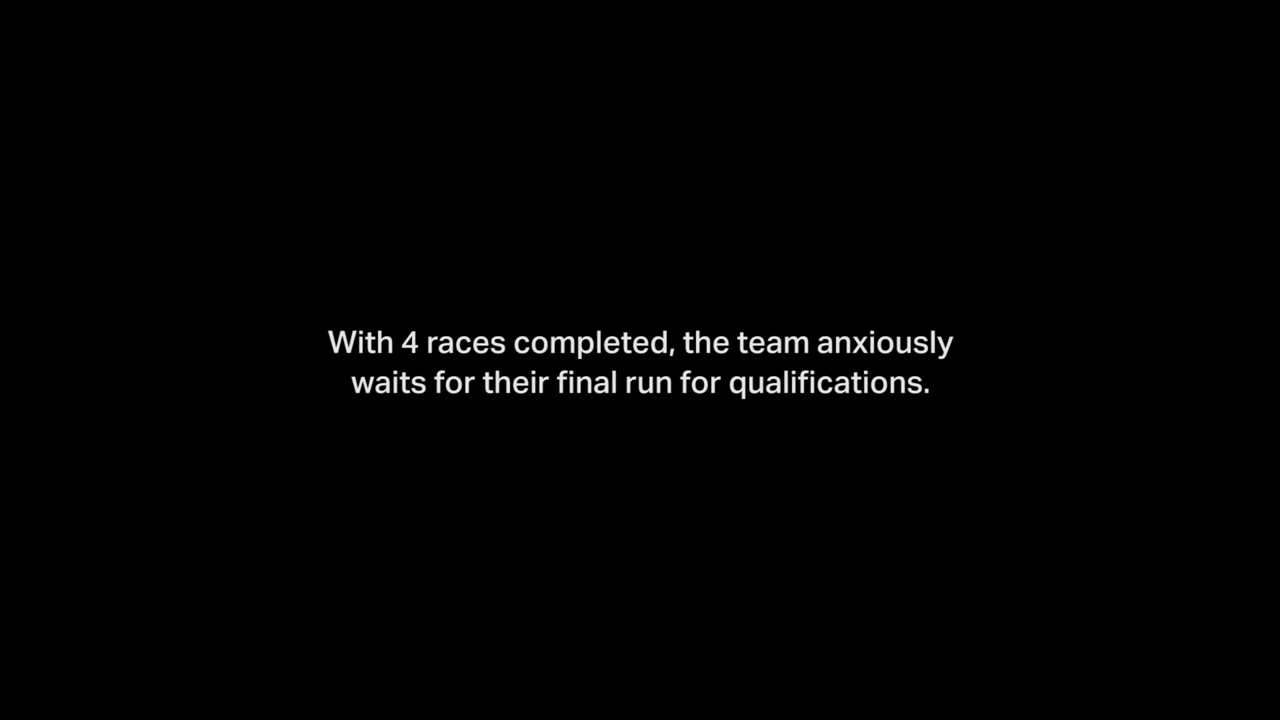 With 4 races completed, the team anxiously
waits for their final run for qualifications.